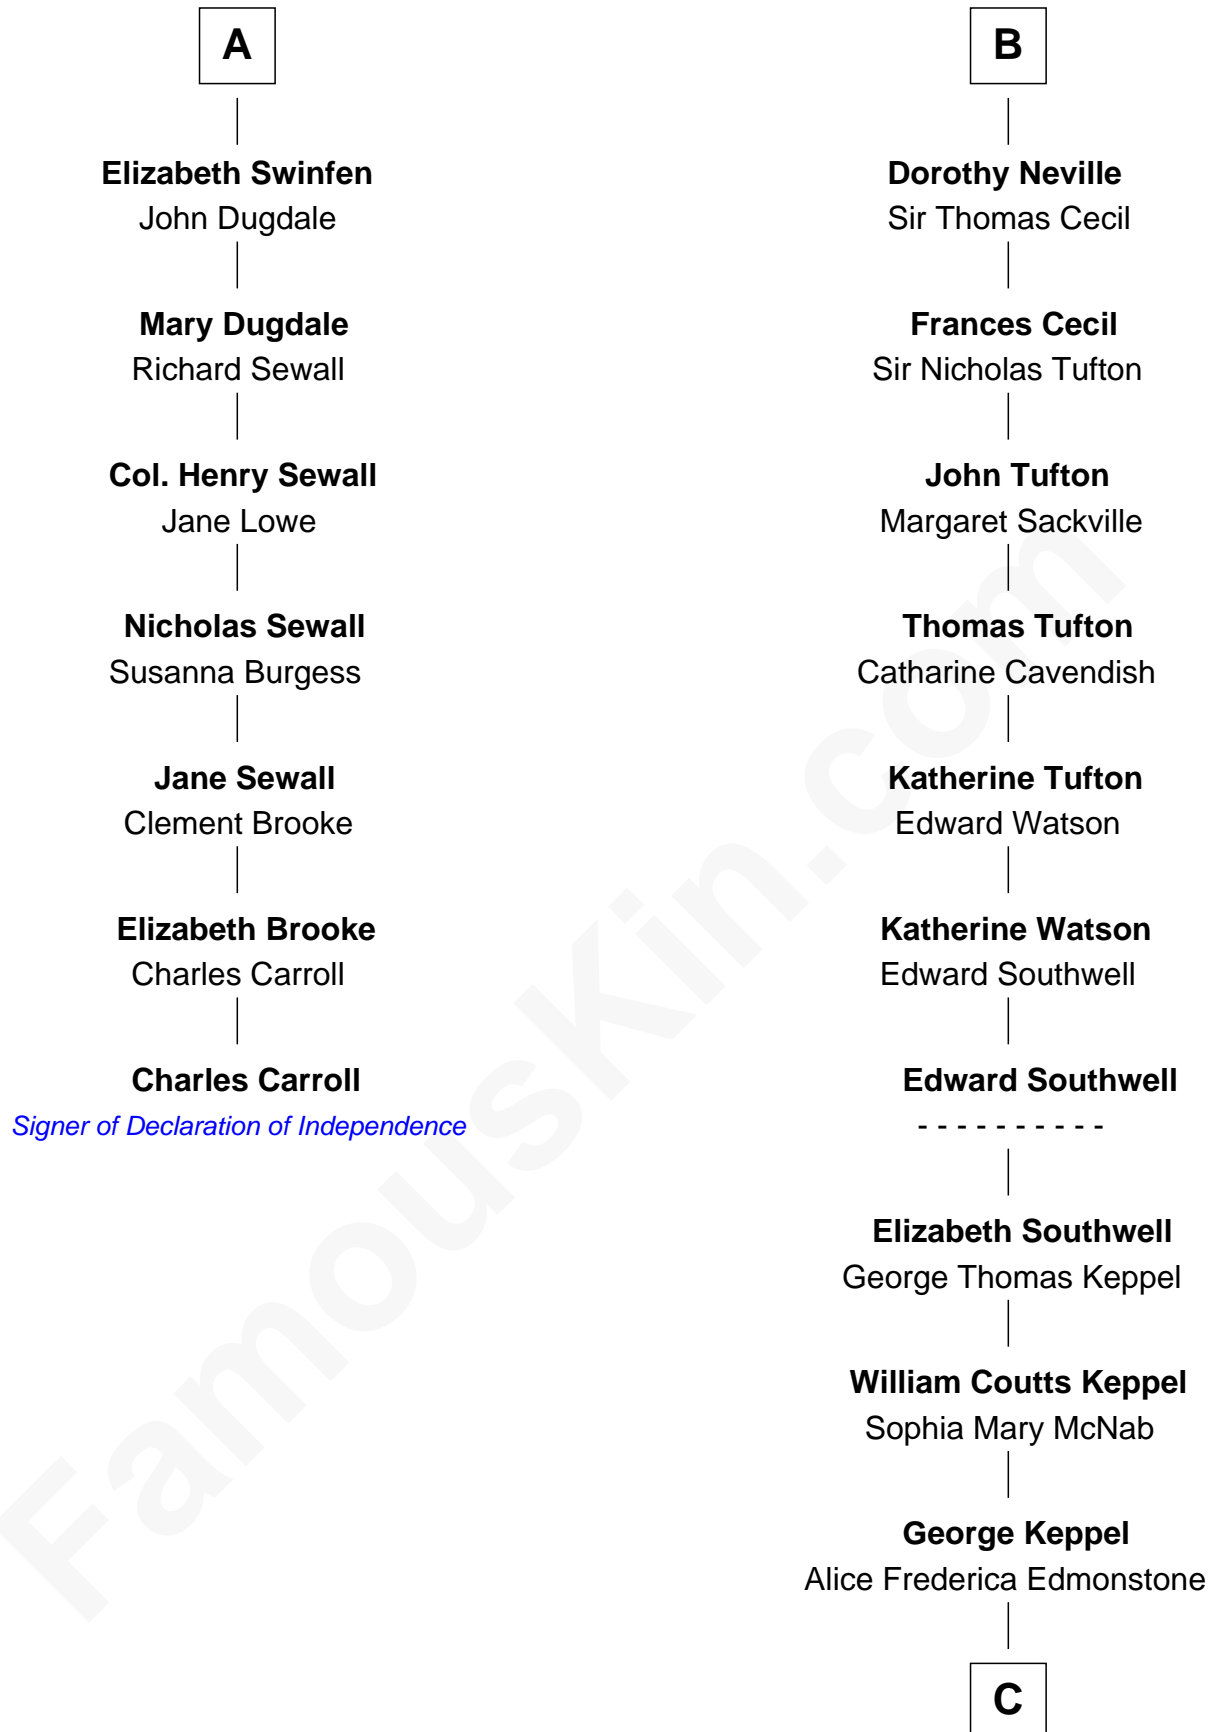 A
Elizabeth Swinfen
John Dugdale
Mary Dugdale
Richard Sewall
Col. Henry Sewall
Jane Lowe
Nicholas Sewall
Susanna Burgess
Jane Sewall
Clement Brooke
Elizabeth Brooke
Charles Carroll
Charles Carroll
Signer of Declaration of Independence
B
Dorothy Neville
Sir Thomas Cecil
Frances Cecil
Sir Nicholas Tufton
John Tufton
Margaret Sackville
Thomas Tufton
Catharine Cavendish
Katherine Tufton
Edward Watson
Katherine Watson
Edward Southwell
Edward Southwell
- - - - - - - - - -
Elizabeth Southwell
George Thomas Keppel
William Coutts Keppel
Sophia Mary McNab
George Keppel
Alice Frederica Edmonstone
C
FamousKin.com